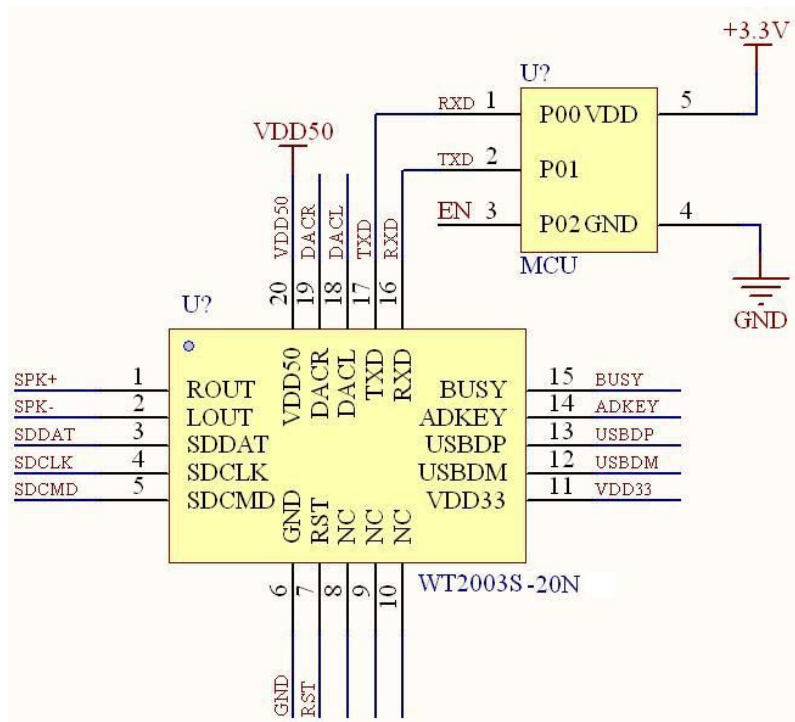 +3.3V
U?
RXD 1 P00 VDD 5
TXD 2 P01
EN 3 P02 GND 4
MCU
GND
VDD50
VDD50
DACR
DACL
TXD
RXD
20
19
18
17
16
U?
VDD50
DACR
DACL
TXD
RXD
SPK+ 1 ROUT
SPK- 2 LOUT
SDDAT 3 SDDAT
SDCLK 4 SDCLK
SDCMD 5 SDCMD
BUSY 15 BUSY
ADKEY 14 ADKEY
USBDP 13 USBDP
USBDM 12 USBDM
VDD33 11 VDD33
GND
RST
NC
NC
NC
WT2003S-20N
6
7
8
9
10
GND
RST